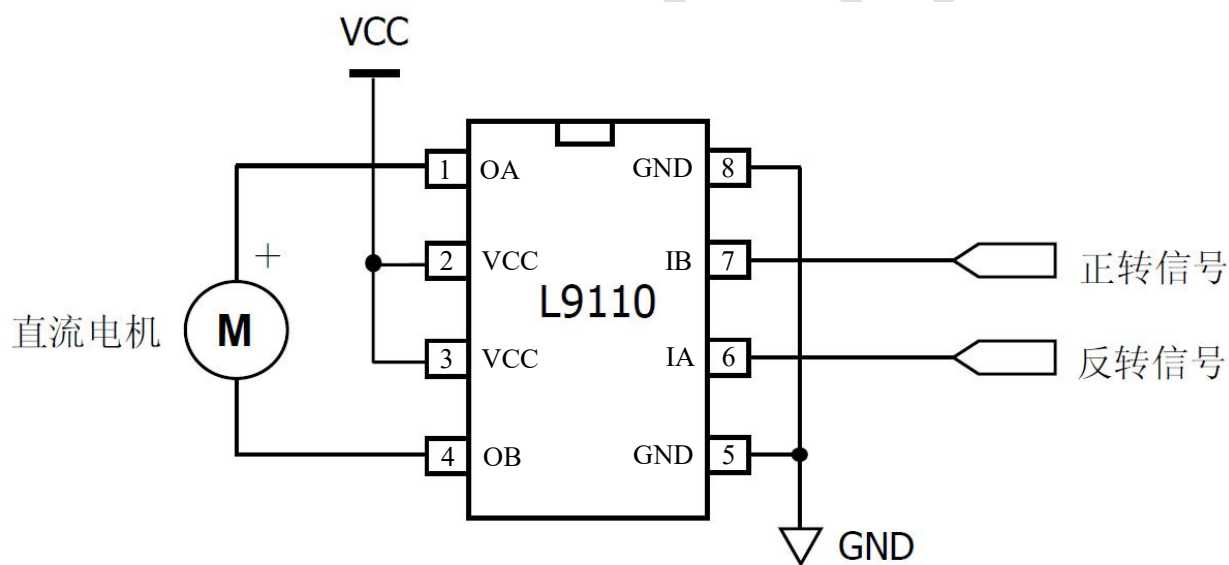 VCC
1 OA GND 8
+
2 VCC IB 7 正转信号
L9110
直流电机 M
3 VCC IA 6 反转信号
4 OB GND 5
GND